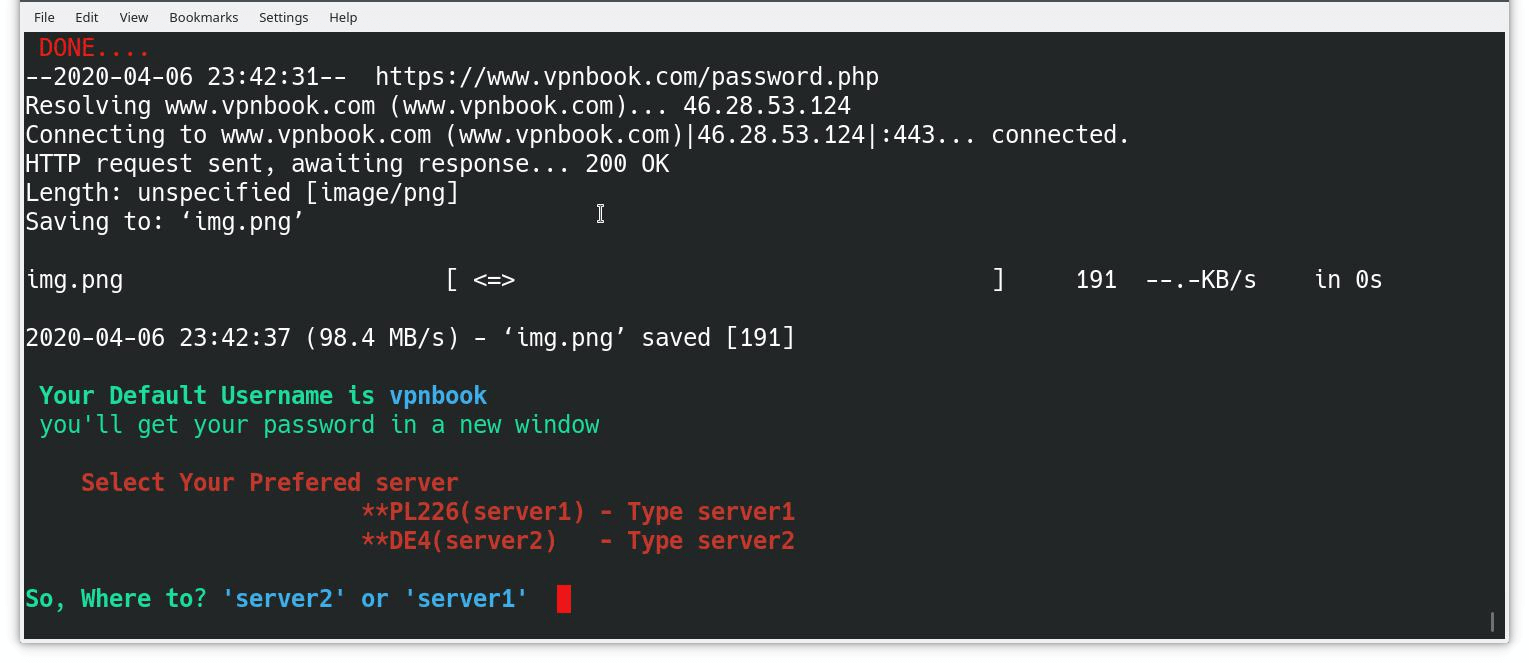 File Edit View Bookmarks Settings Help
DONE....
--2020-04-06 23:42:31--  https://www.vpnbook.com/password.php
Resolving www.vpnbook.com (www.vpnbook.com)... 46.28.53.124
Connecting to www.vpnbook.com (www.vpnbook.com)|46.28.53.124|:443... connected.
HTTP request sent, awaiting response... 200 OK
Length: unspecified [image/png]
Saving to: ‘img.png’
img.png [ <=> ] 191 --.-KB/s in 0s
2020-04-06 23:42:37 (98.4 MB/s) - ‘img.png’ saved [191]
Your Default Username is vpnbook
you'll get your password in a new window
Select Your Prefered server
**PL226(server1) - Type server1
**DE4(server2) - Type server2
So, Where to? 'server2' or 'server1'